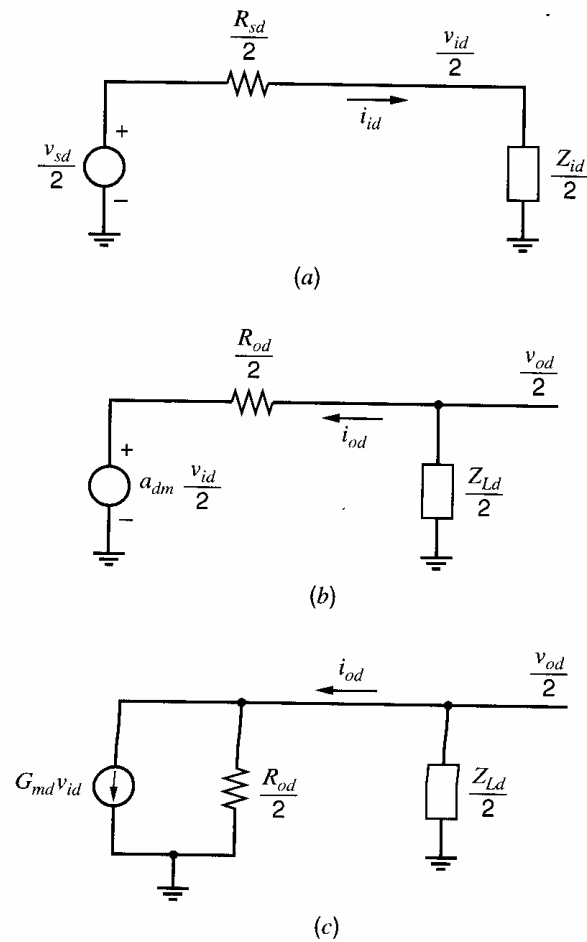 R_sd/2
v_id/2
i_id
+
v_sd/2
−
Z_id/2
(a)
R_od/2
v_od/2
i_od
+
a_dm v_id/2
−
Z_Ld/2
(b)
i_od
v_od/2
G_md v_id
R_od/2
Z_Ld/2
(c)